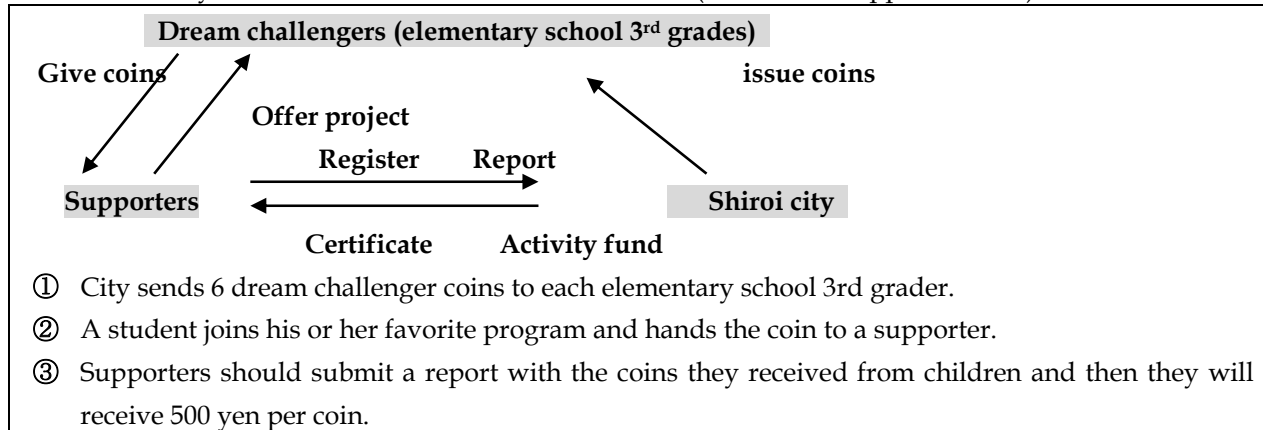 Dream challengers (elementary school 3rd grades)
Give coins issue coins
Offer project
Register Report
Supporters Shiroi city
Certificate Activity fund
① City sends 6 dream challenger coins to each elementary school 3rd grader.
② A student joins his or her favorite program and hands the coin to a supporter.
③ Supporters should submit a report with the coins they received from children and then they will
receive 500 yen per coin.